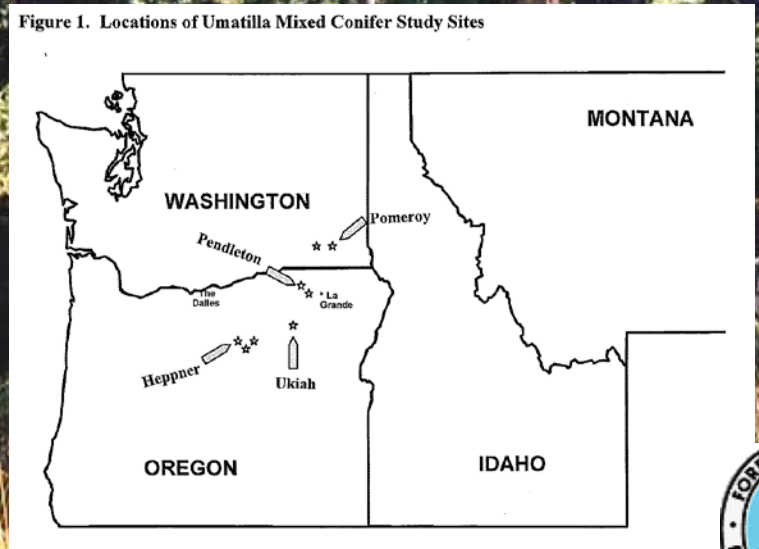 Figure 1. Locations of Umatilla Mixed Conifer Study Sites
MONTANA
WASHINGTON
Pomeroy
Pendleton
The
Dalles
* La
Grande
Heppner
Ukiah
OREGON
IDAHO